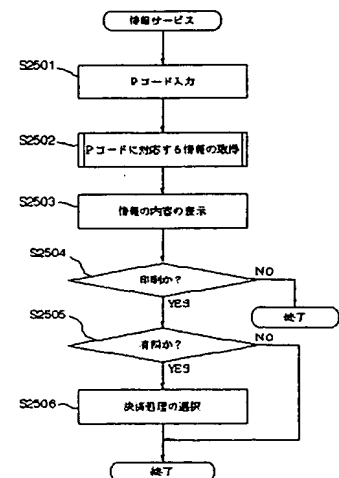 情報サービス
S2501
Pコード入力
S2502
Pコードに対応する情報の取得
S2503
情報の内容の表示
S2504
印刷か?
NO
YES
終了
S2505
有料か?
NO
YES
S2506
決済処理の選択
終了